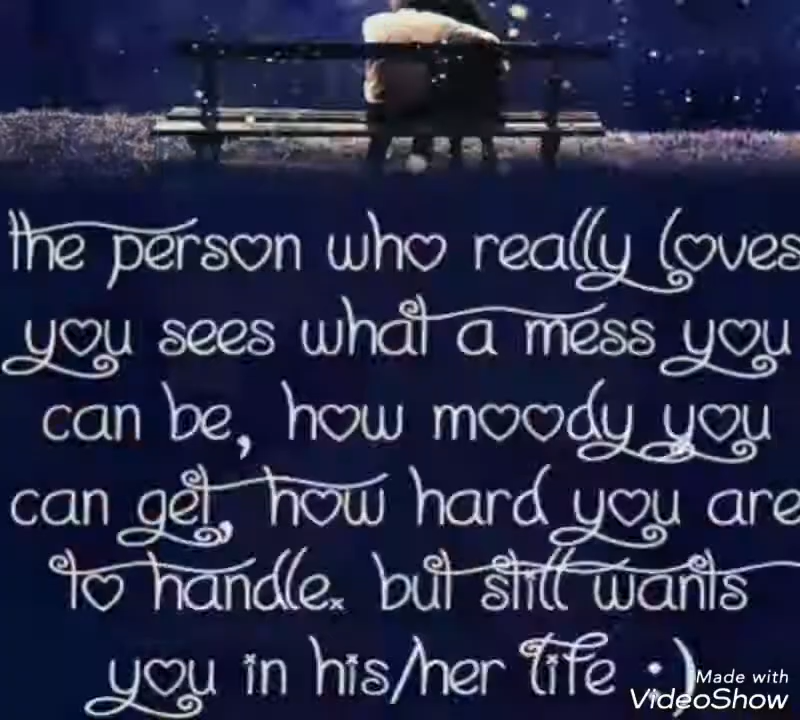 the person who really loves
you sees what a mess you
can be, how moody you
can get, how hard you are
to handle. but still wants
you in his/her life :)
Made with
VideoShow